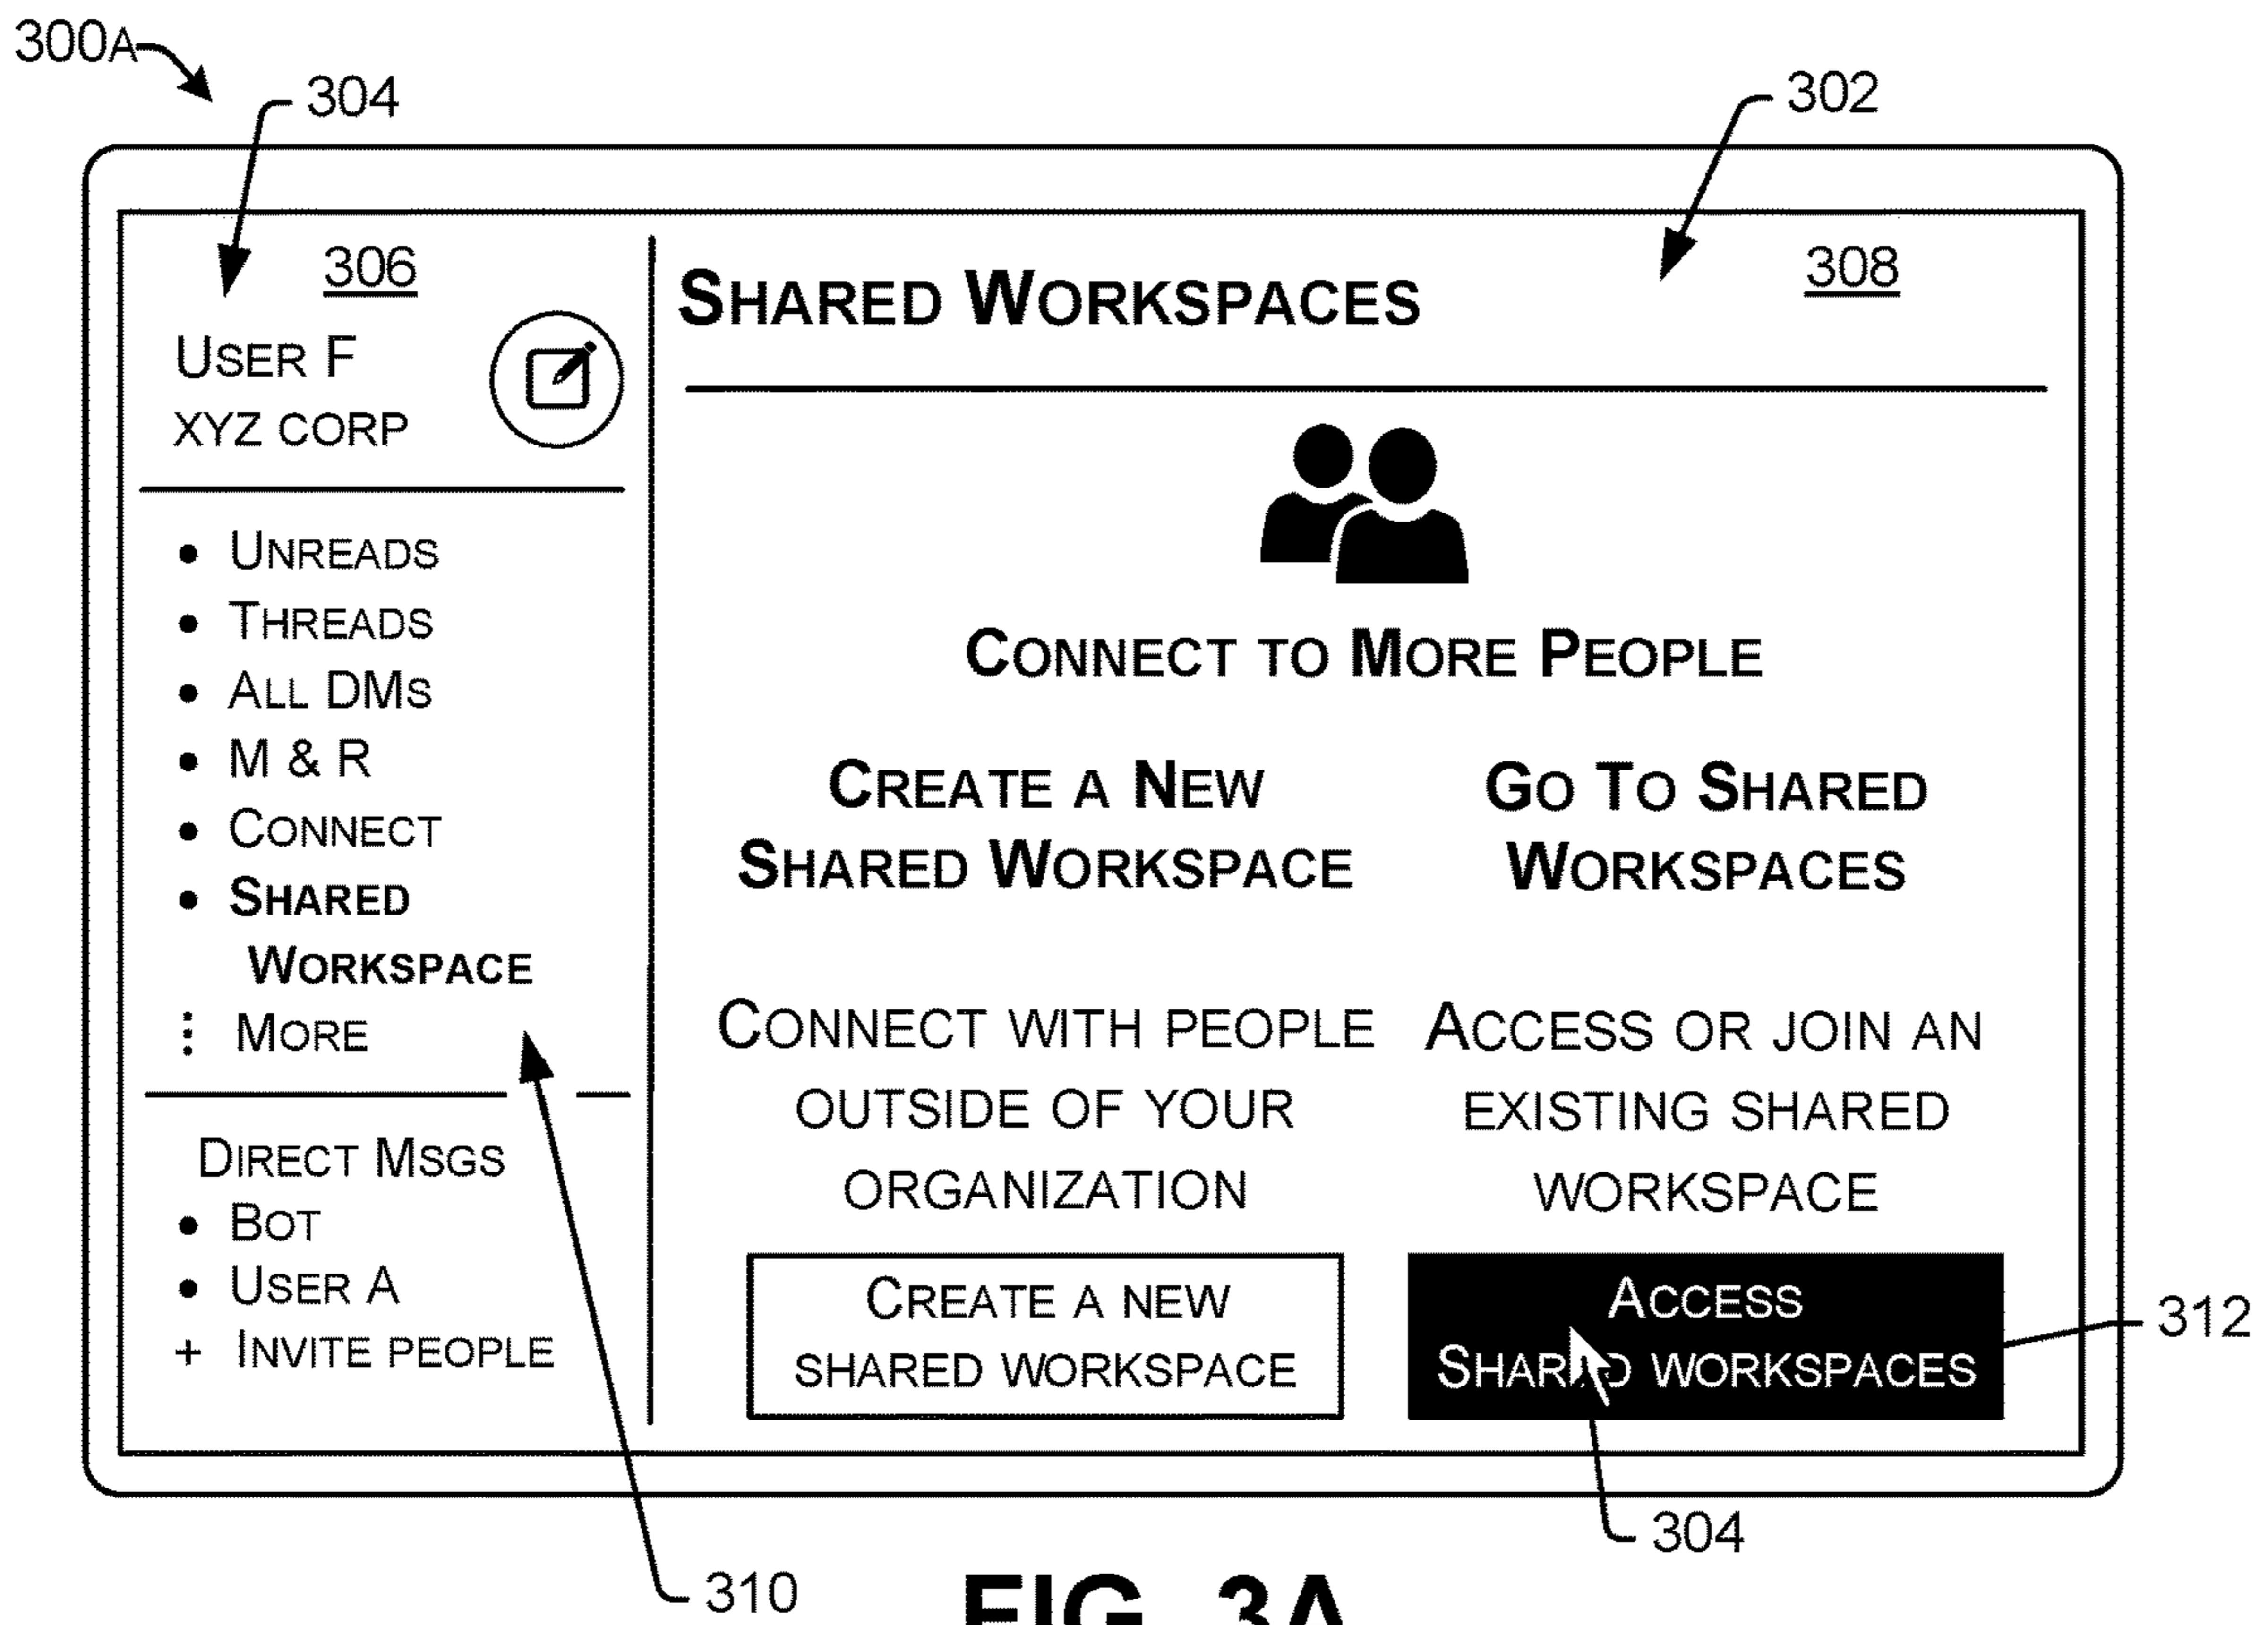 300A
304
302
306
308
USER F
XYZ CORP
• UNREADS
• THREADS
• ALL DMS
• M & R
• CONNECT
• SHARED
WORKSPACE
⋮ MORE
DIRECT MSGS
• BOT
• USER A
+ INVITE PEOPLE
SHARED WORKSPACES
CONNECT TO MORE PEOPLE
CREATE A NEW
SHARED WORKSPACE
CONNECT WITH PEOPLE
OUTSIDE OF YOUR
ORGANIZATION
CREATE A NEW
SHARED WORKSPACE
GO TO SHARED
WORKSPACES
ACCESS OR JOIN AN
EXISTING SHARED
WORKSPACE
ACCESS
SHARED WORKSPACES
312
304
310
FIG. 3A